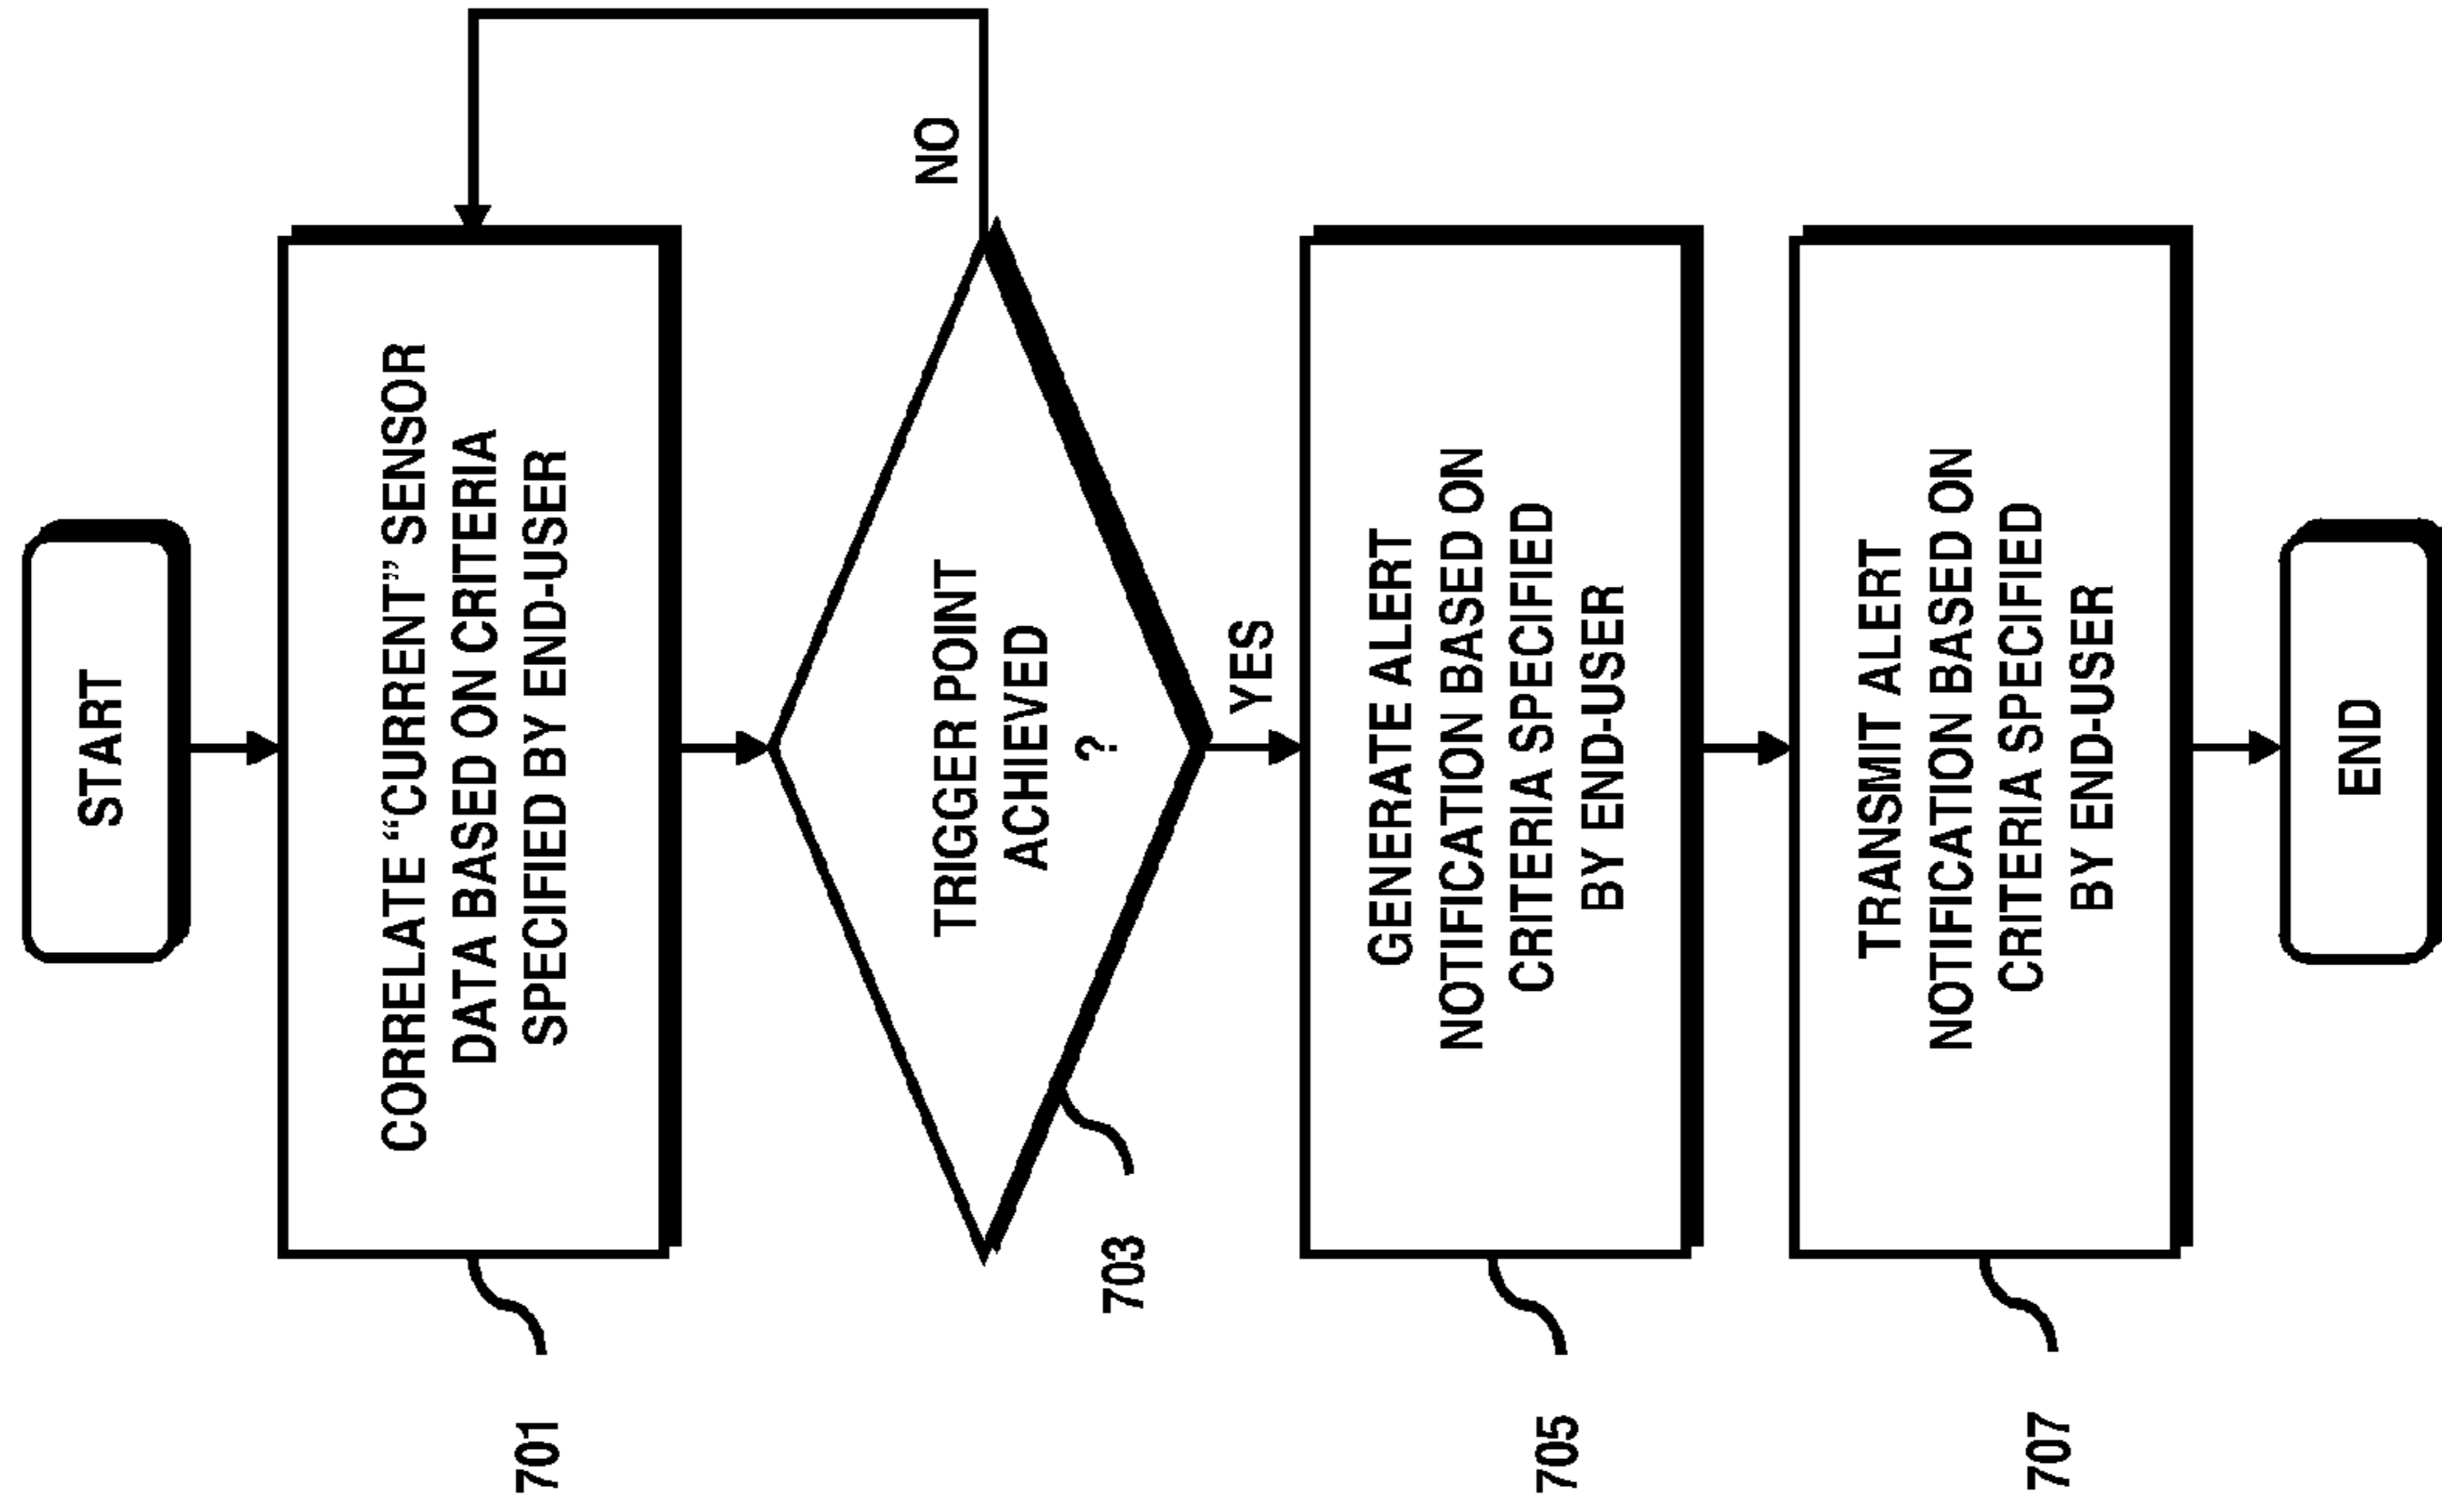 START
CORRELATE “CURRENT” SENSOR
DATA BASED ON CRITERIA
SPECIFIED BY END-USER
701
NO
TRIGGER POINT
ACHIEVED
?
703
YES
GENERATE ALERT
NOTIFICATION BASED ON
CRITERIA SPECIFIED
BY END-USER
705
TRANSMIT ALERT
NOTIFICATION BASED ON
CRITERIA SPECIFIED
BY END-USER
707
END